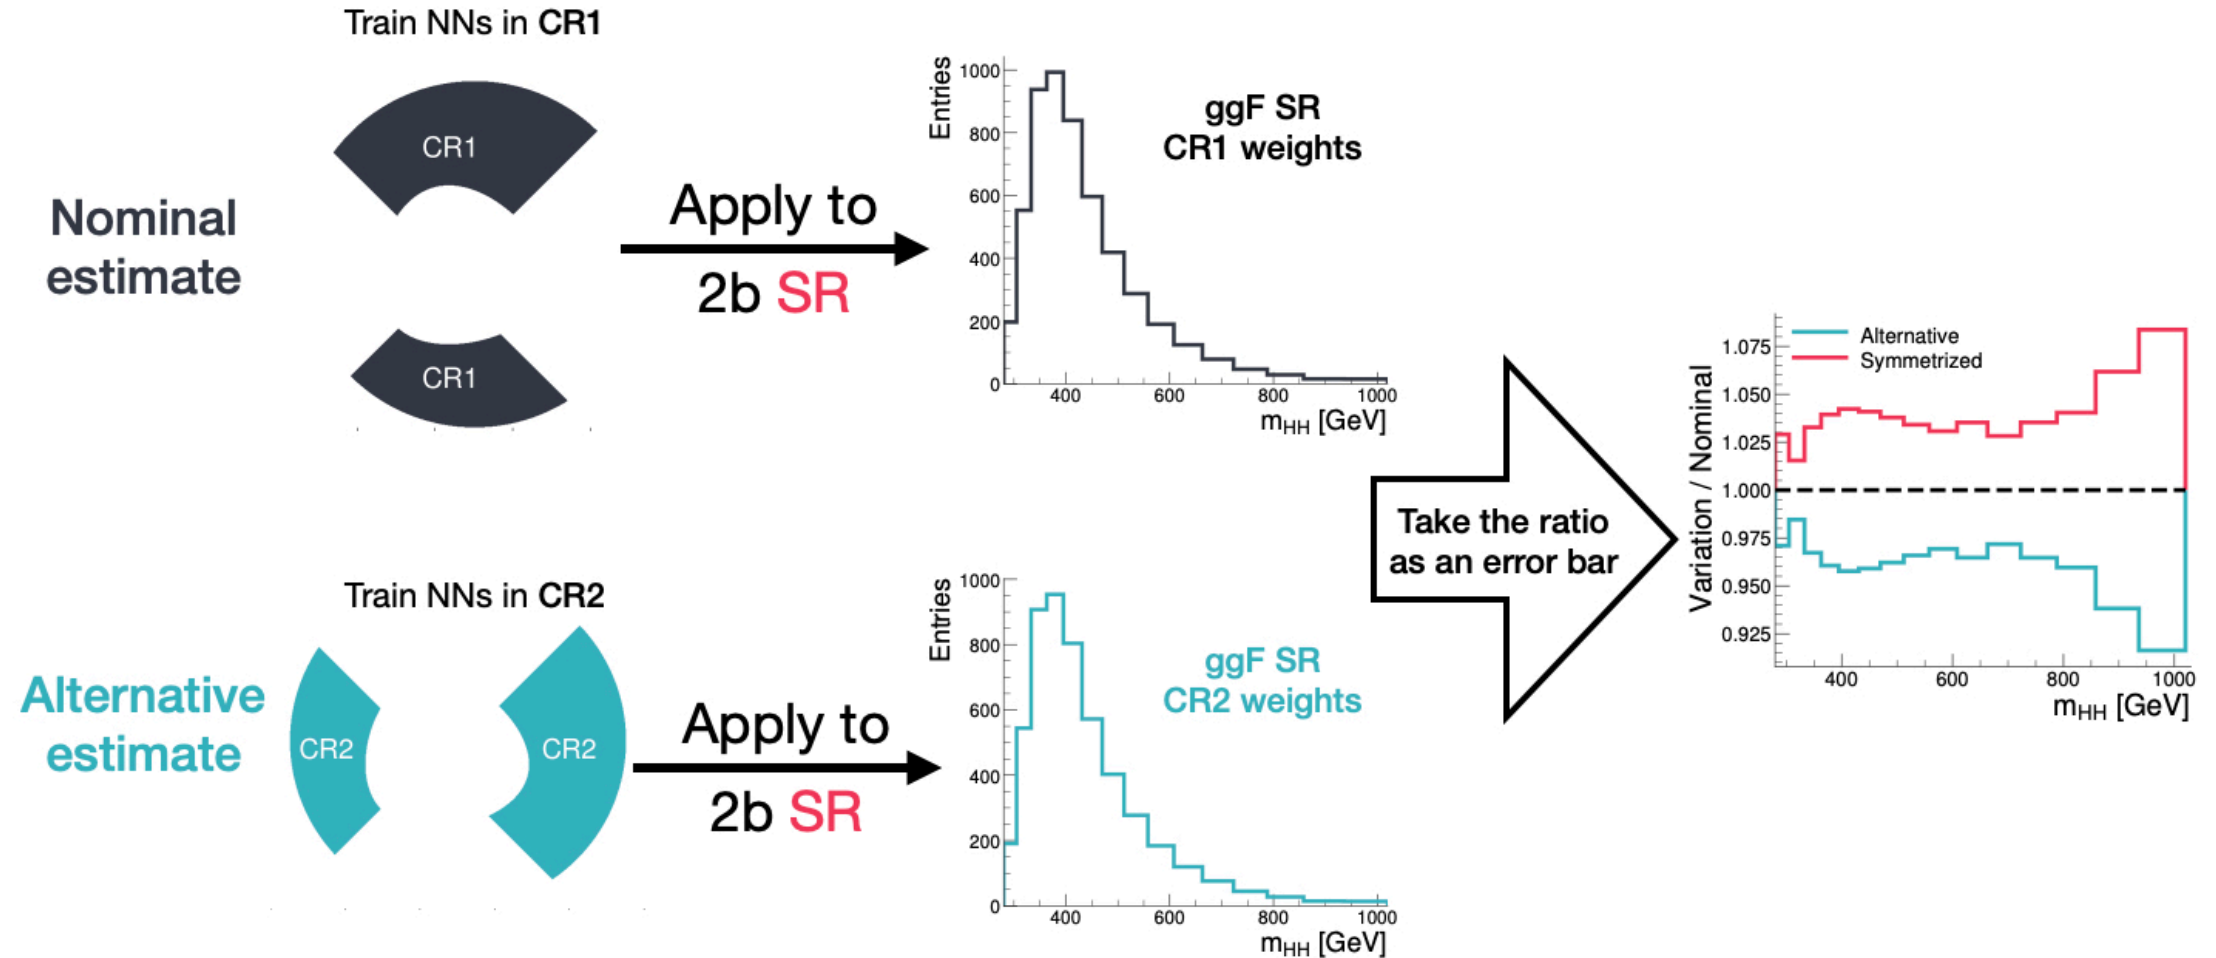 Train NNs in CR1
CR1
CR1
Nominal
estimate
Apply to
2b SR
Entries
1000
800
600
400
200
0
400 600 800 1000
mHH [GeV]
ggF SR
CR1 weights
Train NNs in CR2
CR2
CR2
Alternative
estimate
Apply to
2b SR
Entries
1000
800
600
400
200
0
400 600 800 1000
mHH [GeV]
ggF SR
CR2 weights
Take the ratio
as an error bar
Variation / Nominal
Alternative
Symmetrized
1.075
1.050
1.025
1.000
0.975
0.950
0.925
400 600 800 1000
mHH [GeV]